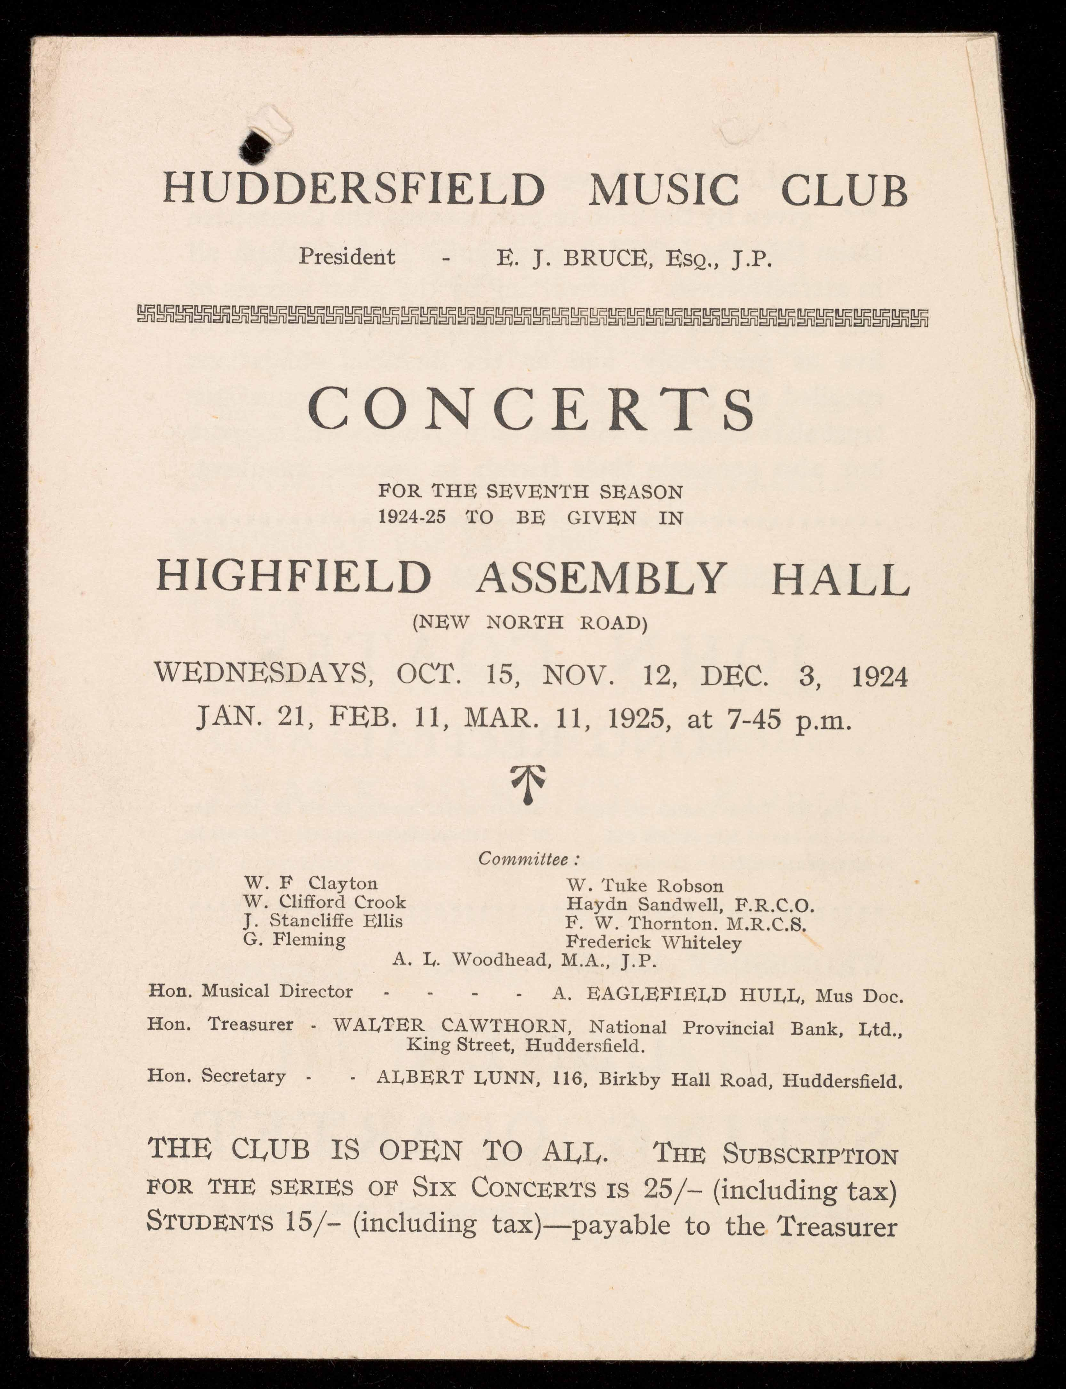 HUDDERSFIELD MUSIC CLUB
President - E. J. BRUCE, Esq., J.P.
CONCERTS
FOR THE SEVENTH SEASON
1924-25 TO BE GIVEN IN
HIGHFIELD ASSEMBLY HALL
(NEW NORTH ROAD)
WEDNESDAYS, OCT. 15, NOV. 12, DEC. 3, 1924
JAN. 21, FEB. 11, MAR. 11, 1925, at 7-45 p.m.
Committee :
W. F Clayton
W. Clifford Crook
J. Stancliffe Ellis
G. Fleming
W. Tuke Robson
Haydn Sandwell, F.R.C.O.
F. W. Thornton. M.R.C.S.
Frederick Whiteley
A. L. Woodhead, M.A., J.P.
Hon. Musical Director - - - - A. EAGLEFIELD HULL, Mus Doc.
Hon. Treasurer - WALTER CAWTHORN, National Provincial Bank, Ltd.,
King Street, Huddersfield.
Hon. Secretary - - ALBERT LUNN, 116, Birkby Hall Road, Huddersfield.
THE CLUB IS OPEN TO ALL. The Subscription
for the series of Six Concerts is 25/– (including tax)
Students 15/– (including tax)—payable to the Treasurer